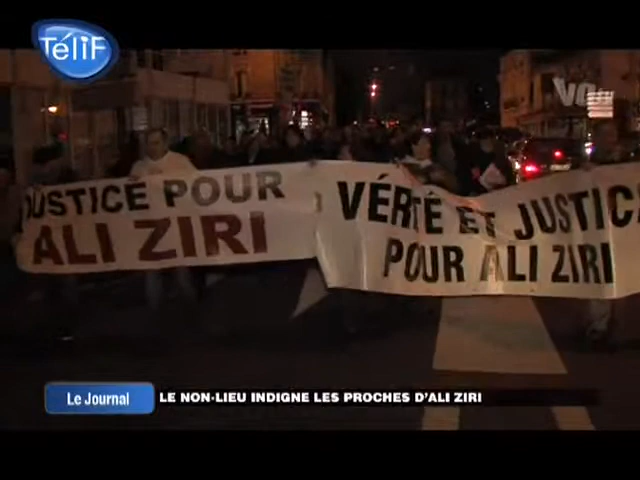 TéliF
VOtv
JUSTICE POUR
ALI ZIRI
VÉRITÉ ET JUSTICE
POUR ALI ZIRI
Le Journal
LE NON-LIEU INDIGNE LES PROCHES D'ALI ZIRI